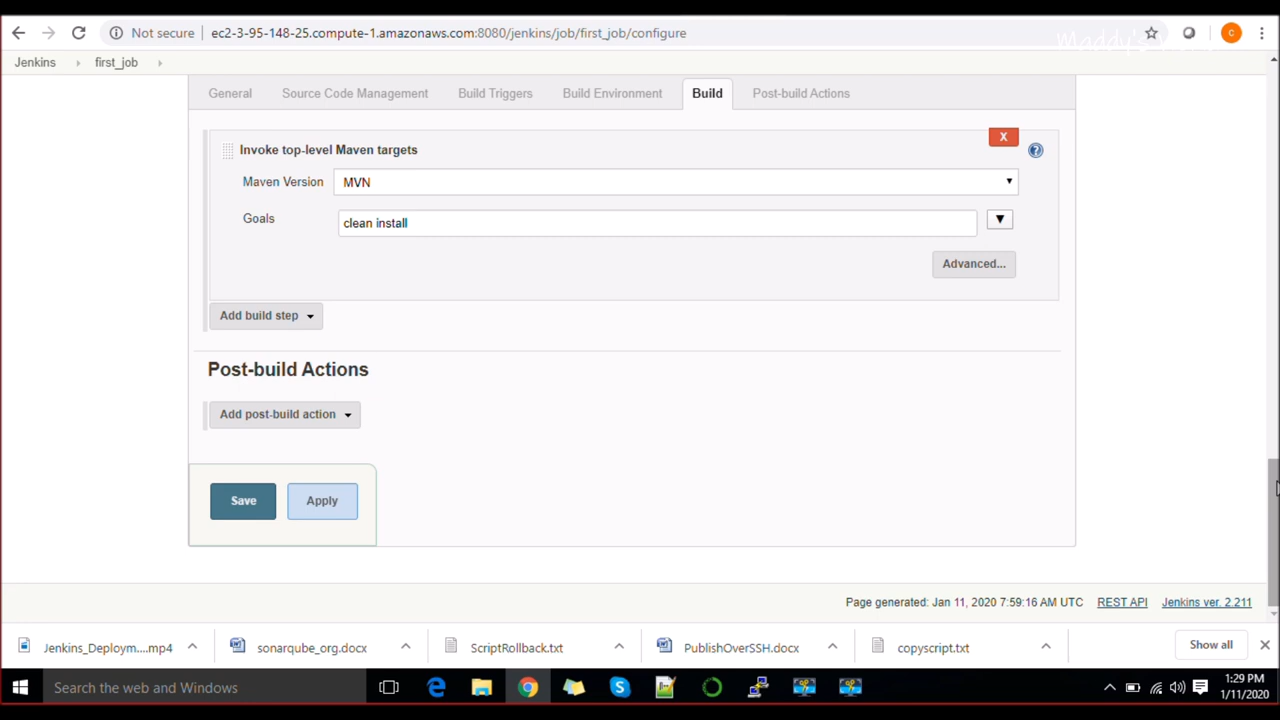 Not secure ec2-3-95-148-25.compute-1.amazonaws.com:8080/jenkins/job/first_job/configure C
Maddy's
Jenkins first_job
General Source Code Management Build Triggers Build Environment Build Post-build Actions
Invoke top-level Maven targets X ?
Maven Version MVN
Goals clean install
Advanced...
Add build step
Post-build Actions
Add post-build action
Save Apply
Page generated: Jan 11, 2020 7:59:16 AM UTC REST API Jenkins ver. 2.211
Jenkins_Deploym....mp4 sonarqube_org.docx ScriptRollback.txt PublishOverSSH.docx copyscript.txt Show all
Search the web and Windows 1:29 PM
1/11/2020